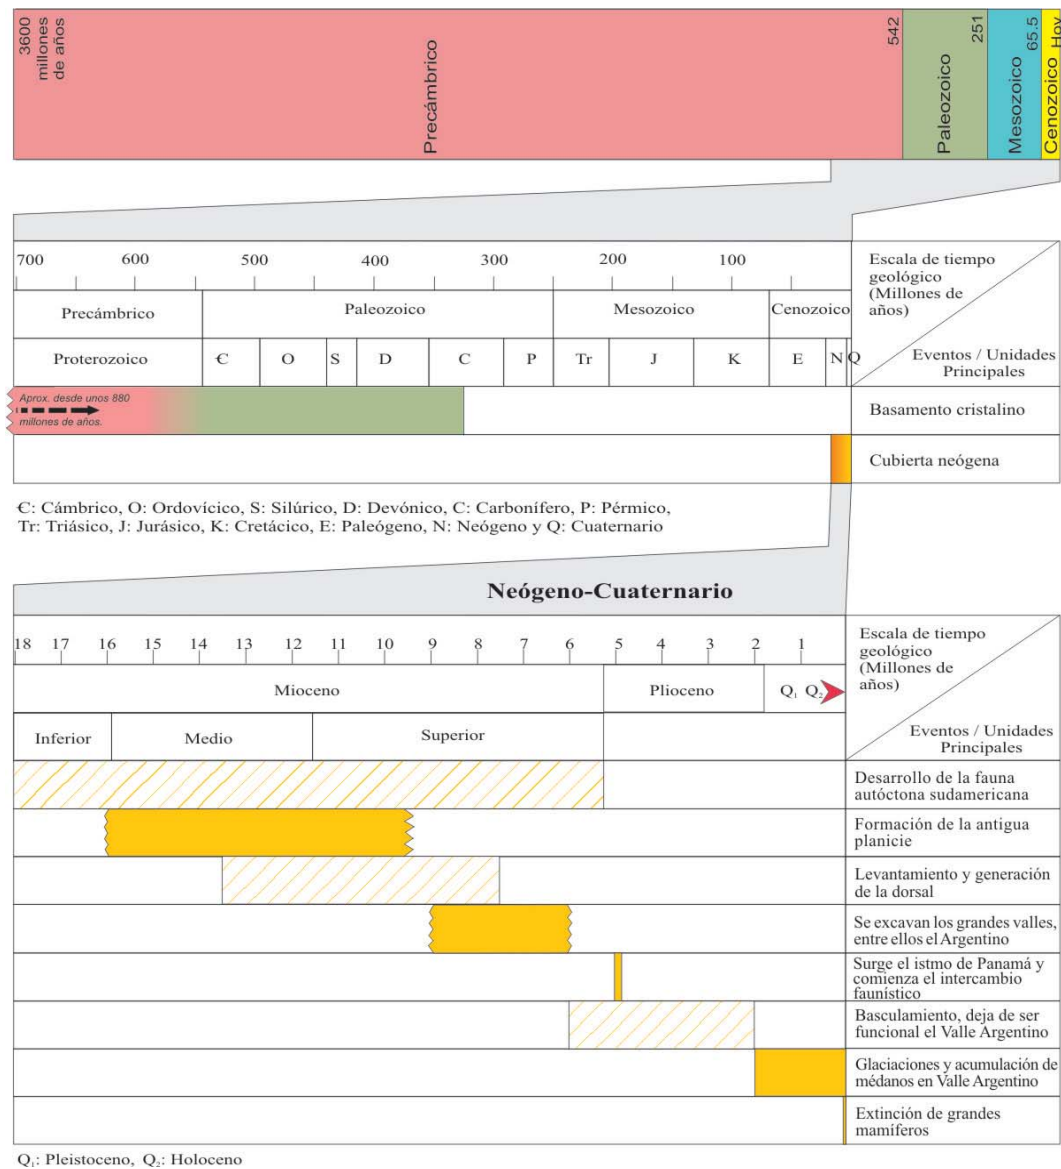 3600
millones
de años
Precámbrico
542
Paleozoico
251
Mesozoico
65.5
Cenozoico
Hoy
700 600 500 400 300 200 100
Escala de tiempo
geológico
(Millones de
años)
Precámbrico Paleozoico Mesozoico Cenozoico
Proterozoico Є O S D C P Tr J K E N Q
Eventos / Unidades
Principales
Aprox. desde unos 880
millones de años.
Basamento cristalino
Cubierta neógena
Є: Cámbrico, O: Ordovícico, S: Silúrico, D: Devónico, C: Carbonífero, P: Pérmico,
Tr: Triásico, J: Jurásico, K: Cretácico, E: Paleógeno, N: Neógeno y Q: Cuaternario
Neógeno-Cuaternario
18 17 16 15 14 13 12 11 10 9 8 7 6 5 4 3 2 1
Escala de tiempo
geológico
(Millones de
años)
Mioceno Plioceno Q₁ Q₂
Inferior Medio Superior
Eventos / Unidades
Principales
Desarrollo de la fauna
autóctona sudamericana
Formación de la antigua
planicie
Levantamiento y generación
de la dorsal
Se excavan los grandes valles,
entre ellos el Argentino
Surge el istmo de Panamá y
comienza el intercambio
faunístico
Basculamiento, deja de ser
funcional el Valle Argentino
Glaciaciones y acumulación de
médanos en Valle Argentino
Extinción de grandes
mamíferos
Q₁: Pleistoceno, Q₂: Holoceno